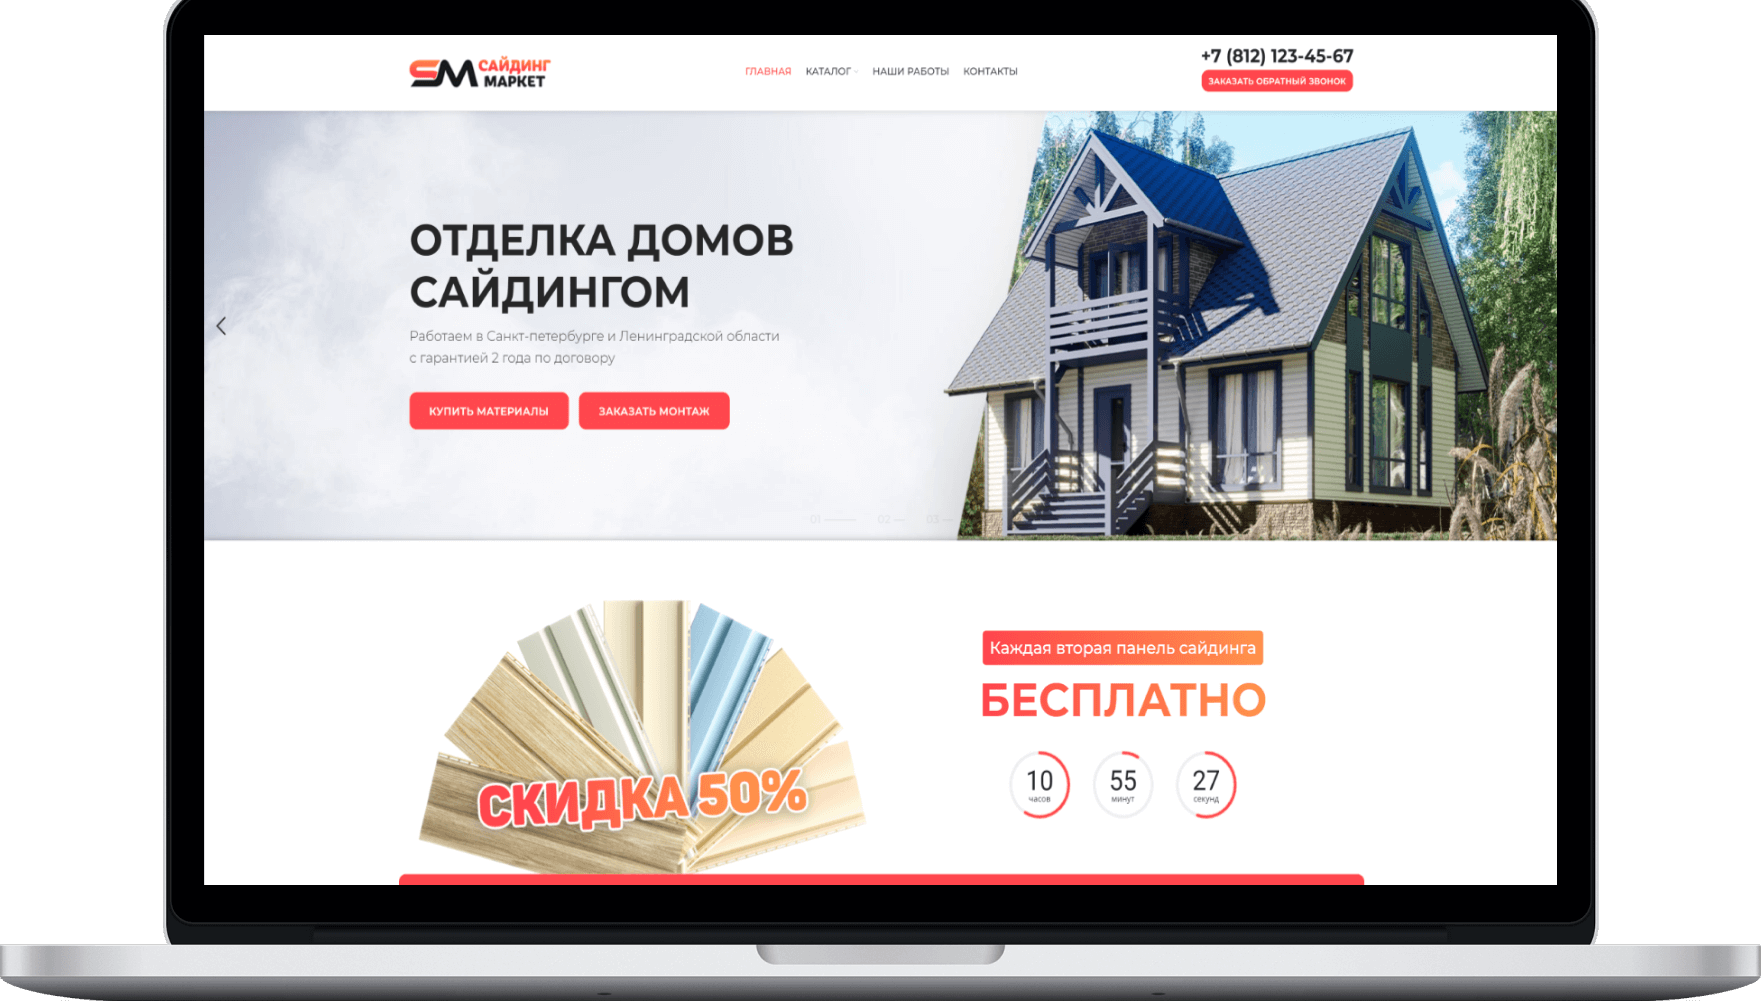 SM САЙДИНГ
МАРКЕТ
ГЛАВНАЯ КАТАЛОГ НАШИ РАБОТЫ КОНТАКТЫ
+7 (812) 123-45-67
ЗАКАЗАТЬ ОБРАТНЫЙ ЗВОНОК
ОТДЕЛКА ДОМОВ
САЙДИНГОМ
Работаем в Санкт-петербурге и Ленинградской области
с гарантией 2 года по договору
КУПИТЬ МАТЕРИАЛЫ ЗАКАЗАТЬ МОНТАЖ
01 02 03
СКИДКА 50%
Каждая вторая панель сайдинга
БЕСПЛАТНО
10 55 27
часов минут секунд